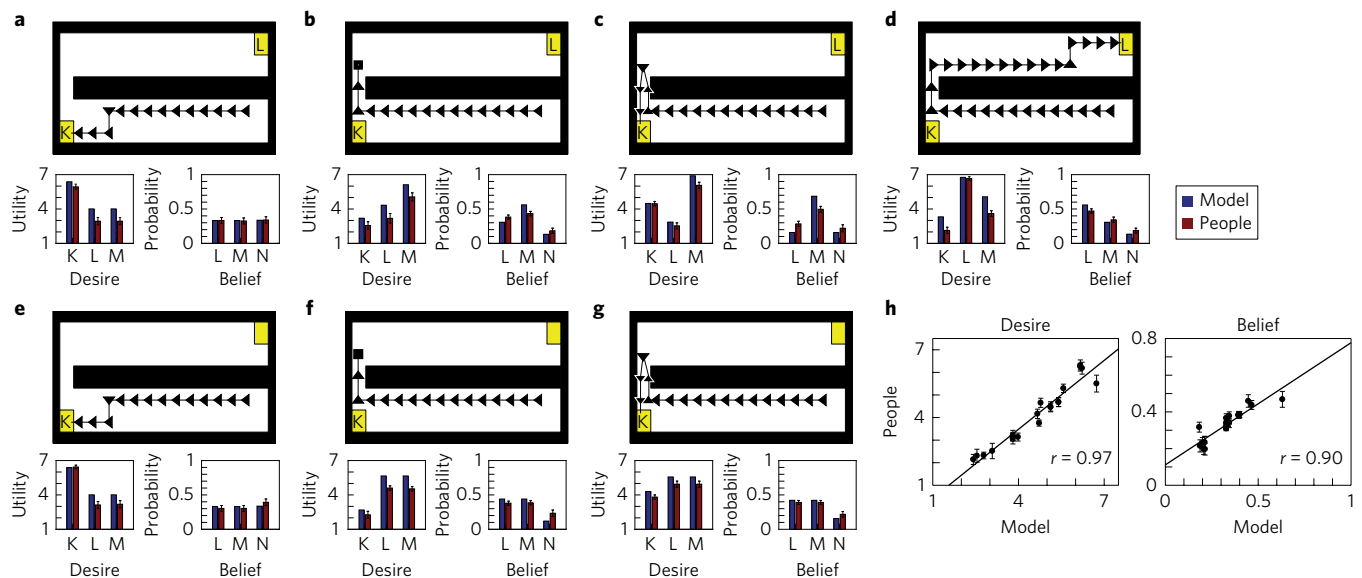 a
L
K
7
4
1
Utility
K L M
Desire
1
0.5
0
Probability
L M N
Belief
b
L
K
7
4
1
Utility
K L M
Desire
1
0.5
0
Probability
L M N
Belief
c
L
K
7
4
1
Utility
K L M
Desire
1
0.5
0
Probability
L M N
Belief
d
L
K
7
4
1
Utility
K L M
Desire
1
0.5
0
Probability
L M N
Belief
Model
People
e
K
7
4
1
Utility
K L M
Desire
1
0.5
0
Probability
L M N
Belief
f
K
7
4
1
Utility
K L M
Desire
1
0.5
0
Probability
L M N
Belief
g
K
7
4
1
Utility
K L M
Desire
1
0.5
0
Probability
L M N
Belief
h
Desire
7
4
1
People
r = 0.97
1 4 7
Model
Belief
0.8
0.4
0
r = 0.90
0 0.5 1
Model